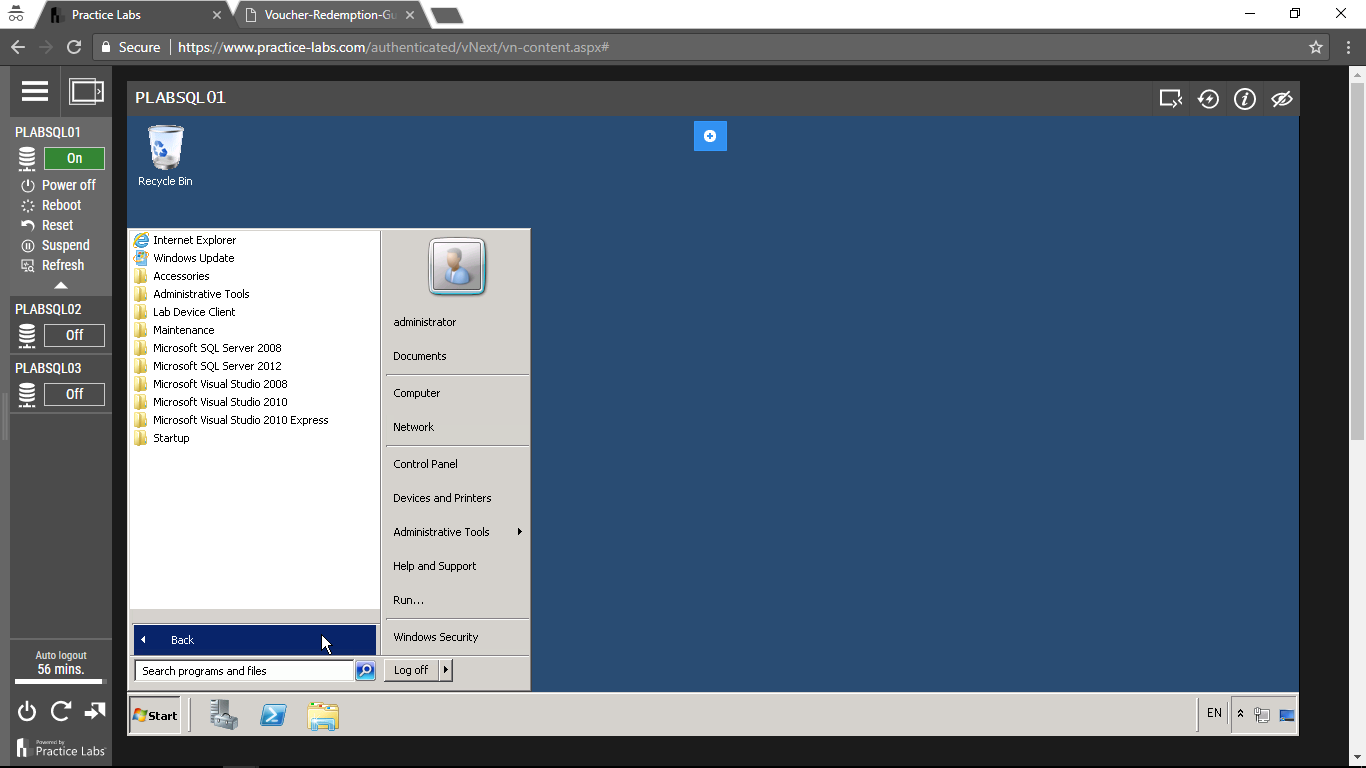 Practice Labs
Voucher-Redemption-Gu
Secure
https://www.practice-labs.com/authenticated/vNext/vn-content.aspx#
PLABSQL01
On
Power off
Reboot
Reset
Suspend
Refresh
PLABSQL02
Off
PLABSQL03
Off
Auto logout
56 mins.
Powered by
Practice Labs
PLABSQL01
Recycle Bin
Internet Explorer
Windows Update
Accessories
Administrative Tools
Lab Device Client
Maintenance
Microsoft SQL Server 2008
Microsoft SQL Server 2012
Microsoft Visual Studio 2008
Microsoft Visual Studio 2010
Microsoft Visual Studio 2010 Express
Startup
Back
Search programs and files
administrator
Documents
Computer
Network
Control Panel
Devices and Printers
Administrative Tools
Help and Support
Run...
Windows Security
Log off
Start
EN